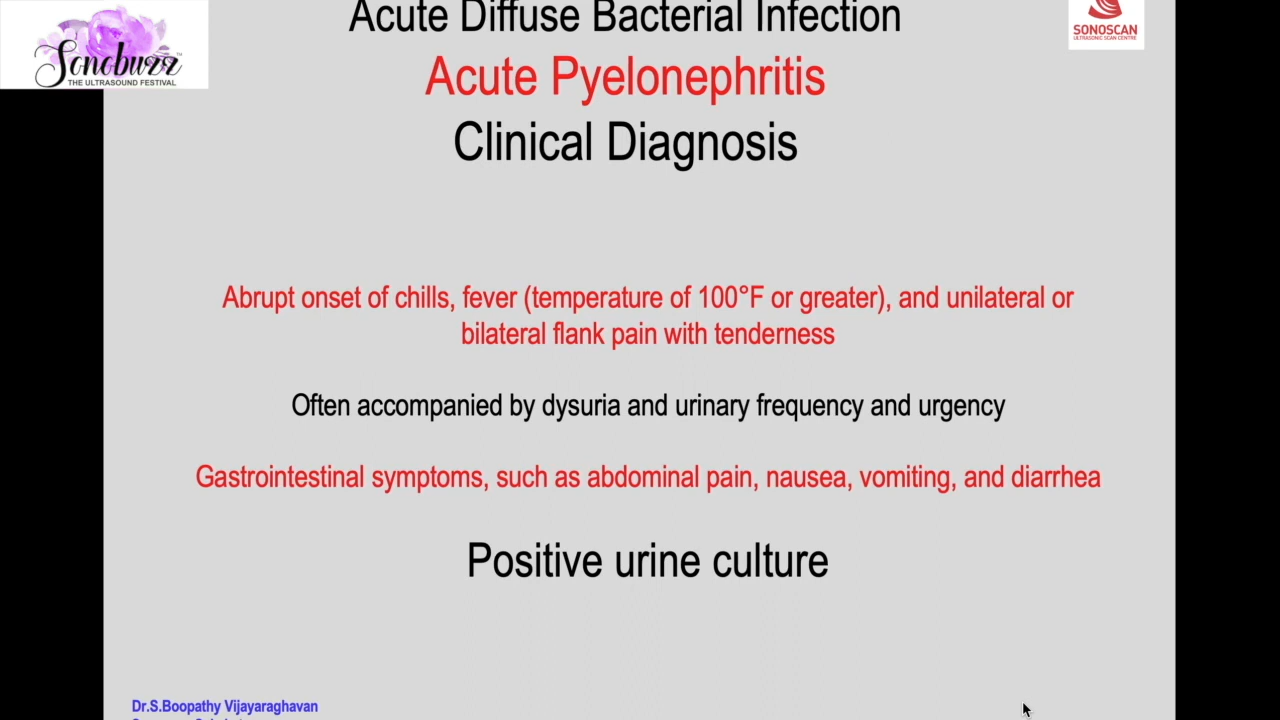 Acute Diffuse Bacterial Infection
Sonobuzz
THE ULTRASOUND FESTIVAL
SONOSCAN
ULTRASONIC SCAN CENTRE
Acute Pyelonephritis
Clinical Diagnosis
Abrupt onset of chills, fever (temperature of 100°F or greater), and unilateral or
bilateral flank pain with tenderness
Often accompanied by dysuria and urinary frequency and urgency
Gastrointestinal symptoms, such as abdominal pain, nausea, vomiting, and diarrhea
Positive urine culture
Dr.S.Boopathy Vijayaraghavan